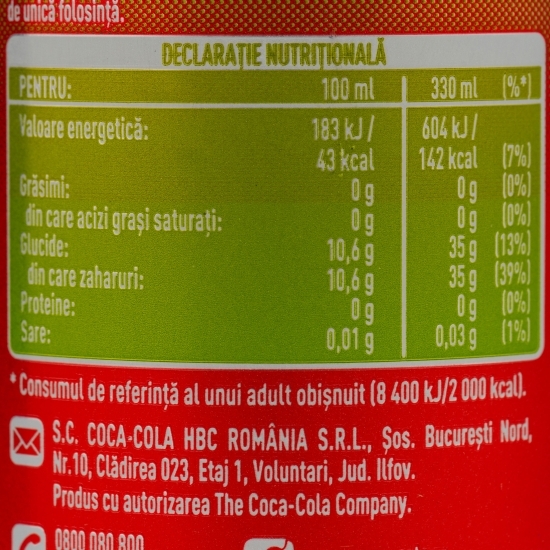 de unică folosință.
DECLARAȚIE NUTRIȚIONALĂ
PENTRU: 100 ml 330 ml (%*)
Valoare energetică: 183 kJ / 604 kJ /
43 kcal 142 kcal (7%)
Grăsimi: 0 g 0 g (0%)
din care acizi grași saturați: 0 g 0 g (0%)
Glucide: 10,6 g 35 g (13%)
din care zaharuri: 10,6 g 35 g (39%)
Proteine: 0 g 0 g (0%)
Sare: 0,01 g 0,03 g (1%)
* Consumul de referință al unui adult obișnuit (8 400 kJ/2 000 kcal).
S.C. COCA-COLA HBC ROMÂNIA S.R.L., Șos. București Nord,
Nr.10, Clădirea 023, Etaj 1, Voluntari, Jud. Ilfov.
Produs cu autorizarea The Coca-Cola Company.
0800 080 800